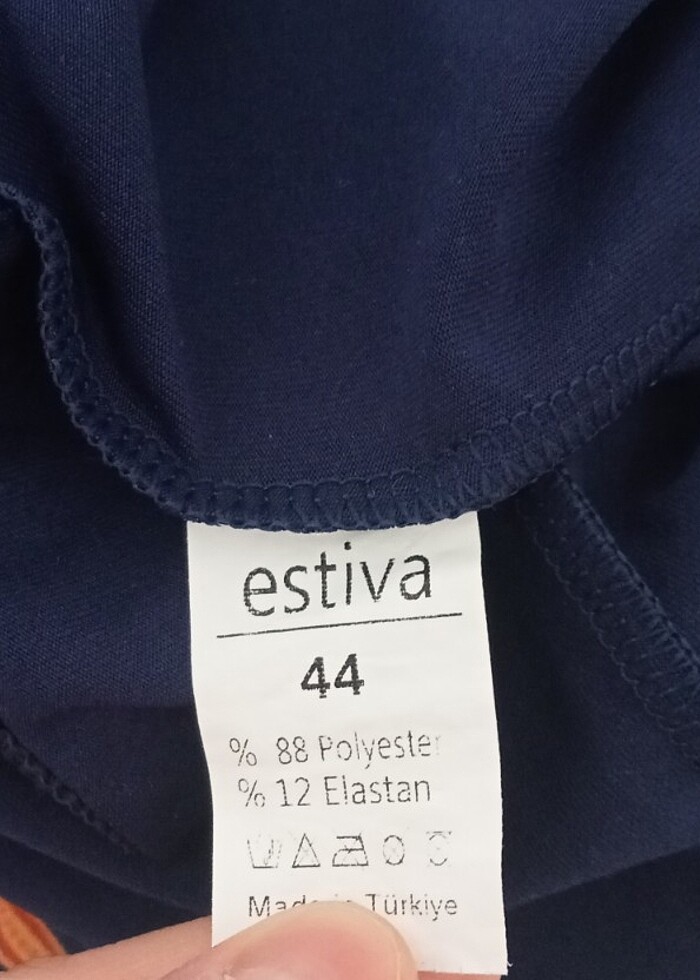 estiva
44
% 88 Polyester
% 12 Elastan
Made in Türkiye